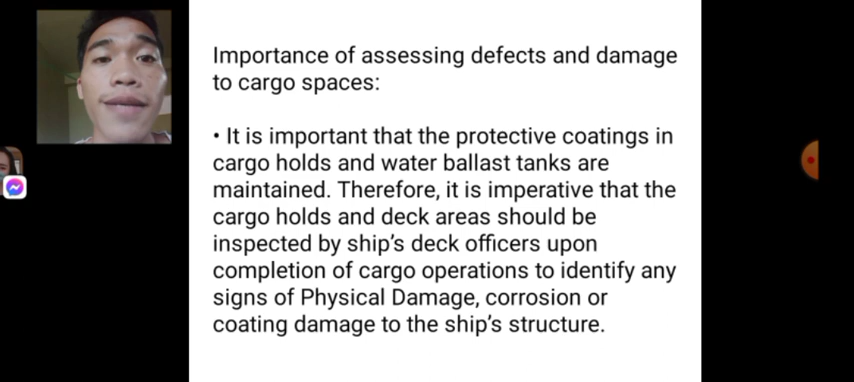 Importance of assessing defects and damage
to cargo spaces:
• It is important that the protective coatings in
cargo holds and water ballast tanks are
maintained. Therefore, it is imperative that the
cargo holds and deck areas should be
inspected by ship's deck officers upon
completion of cargo operations to identify any
signs of Physical Damage, corrosion or
coating damage to the ship's structure.